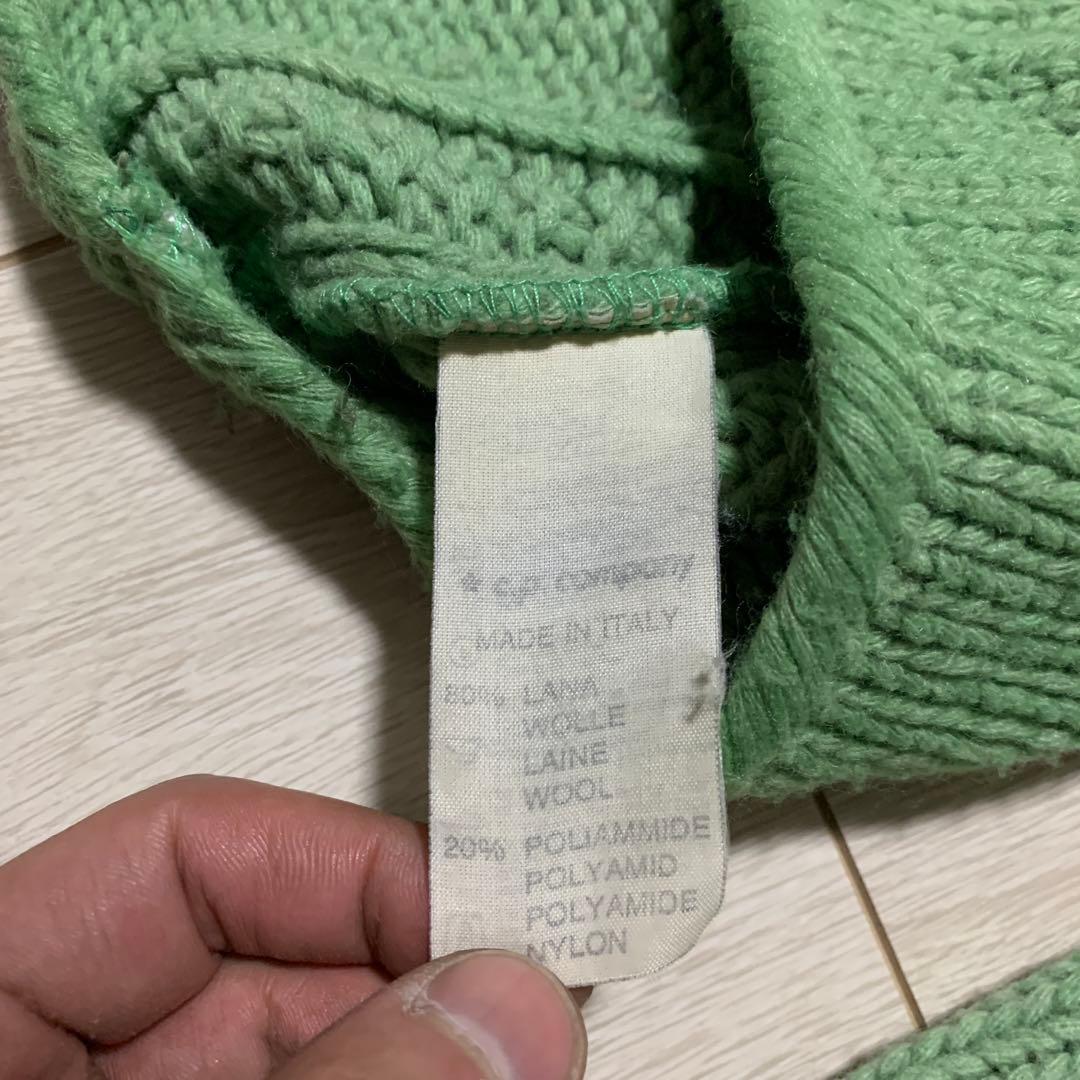 * c.p. company
MADE IN ITALY
80% LANA
WOLLE
LAINE
WOOL
20% POLIAMMIDE
POLYAMID
POLYAMIDE
NYLON